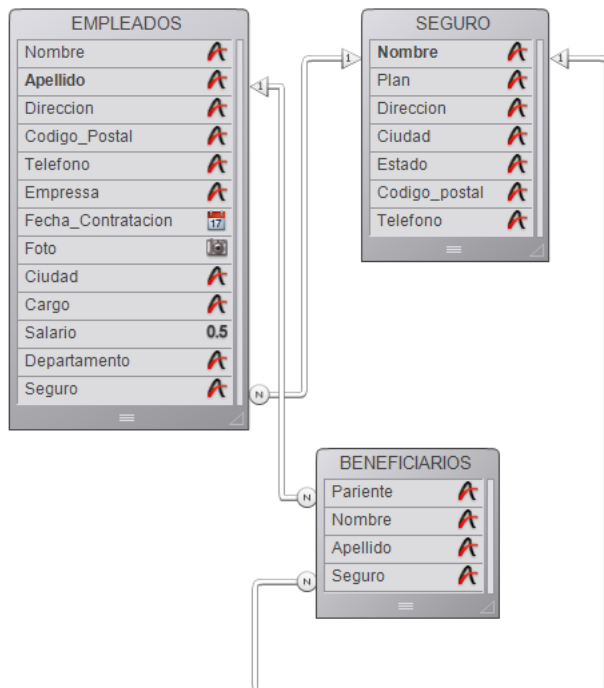 EMPLEADOS
Nombre
Apellido
Direccion
Codigo_Postal
Telefono
Empressa
Fecha_Contratacion
17
Foto
Ciudad
Cargo
Salario 0.5
Departamento
Seguro
N
1
1
SEGURO
Nombre
Plan
Direccion
Ciudad
Estado
Codigo_postal
Telefono
1
BENEFICIARIOS
Pariente
Nombre
Apellido
Seguro
N
N